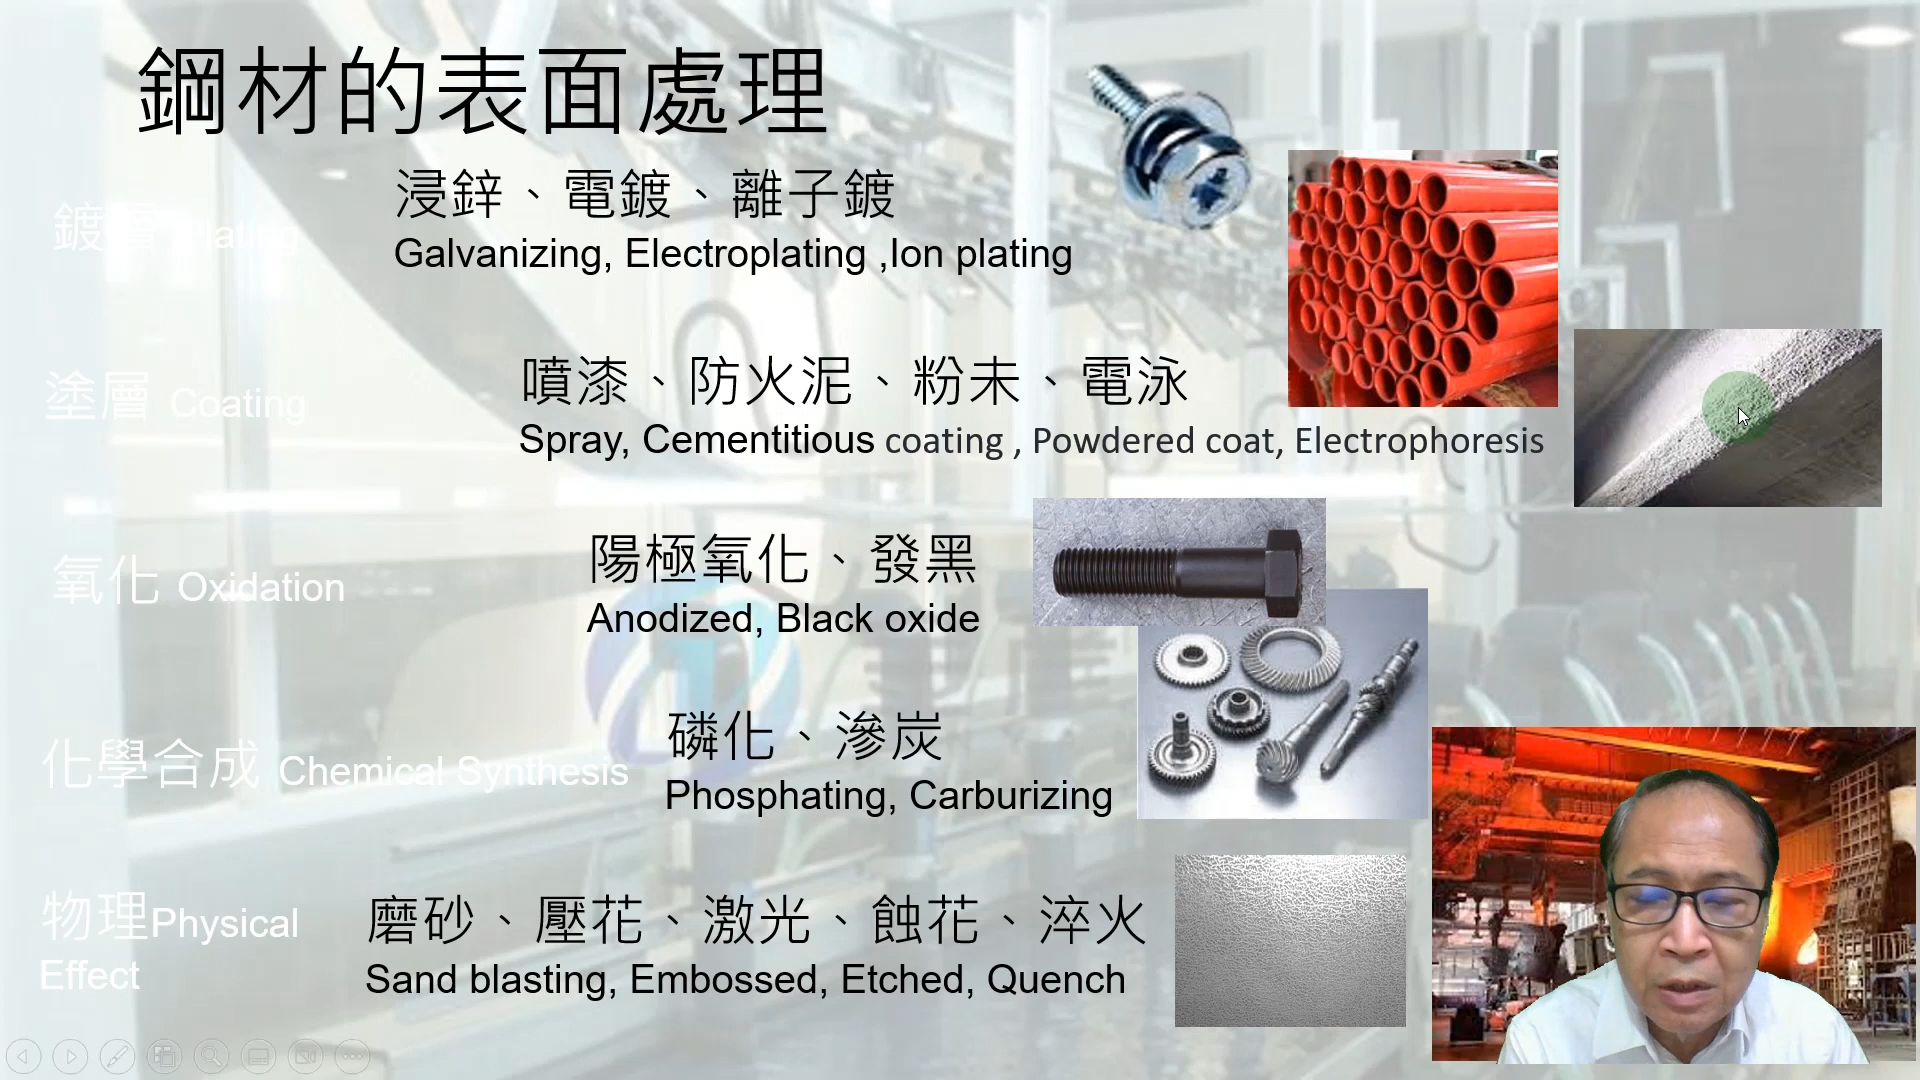 鋼材的表面處理
浸鋅、電鍍、離子鍍
鍍層 Plating
Galvanizing, Electroplating ,Ion plating
噴漆、防火泥、粉末、電泳
塗層 Coating
Spray, Cementitious coating , Powdered coat, Electrophoresis
陽極氧化、發黑
氧化 Oxidation
Anodized, Black oxide
磷化、滲炭
化學合成 Chemical Synthesis
Phosphating, Carburizing
物理Physical
Effect
磨砂、壓花、激光、蝕花、淬火
Sand blasting, Embossed, Etched, Quench